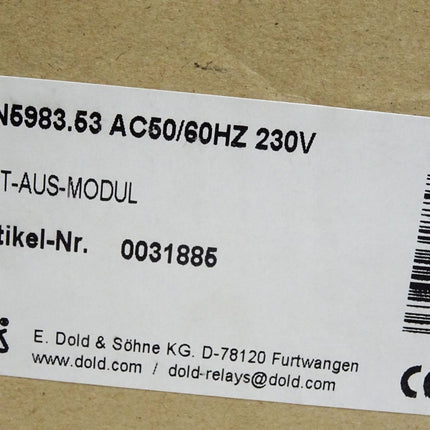 N5983.53 AC50/60HZ 230V
T-AUS-MODUL
tikel-Nr. 0031885
E. Dold & Söhne KG. D-78120 Furtwangen
www.dold.com / dold-relays@dold.com
CE